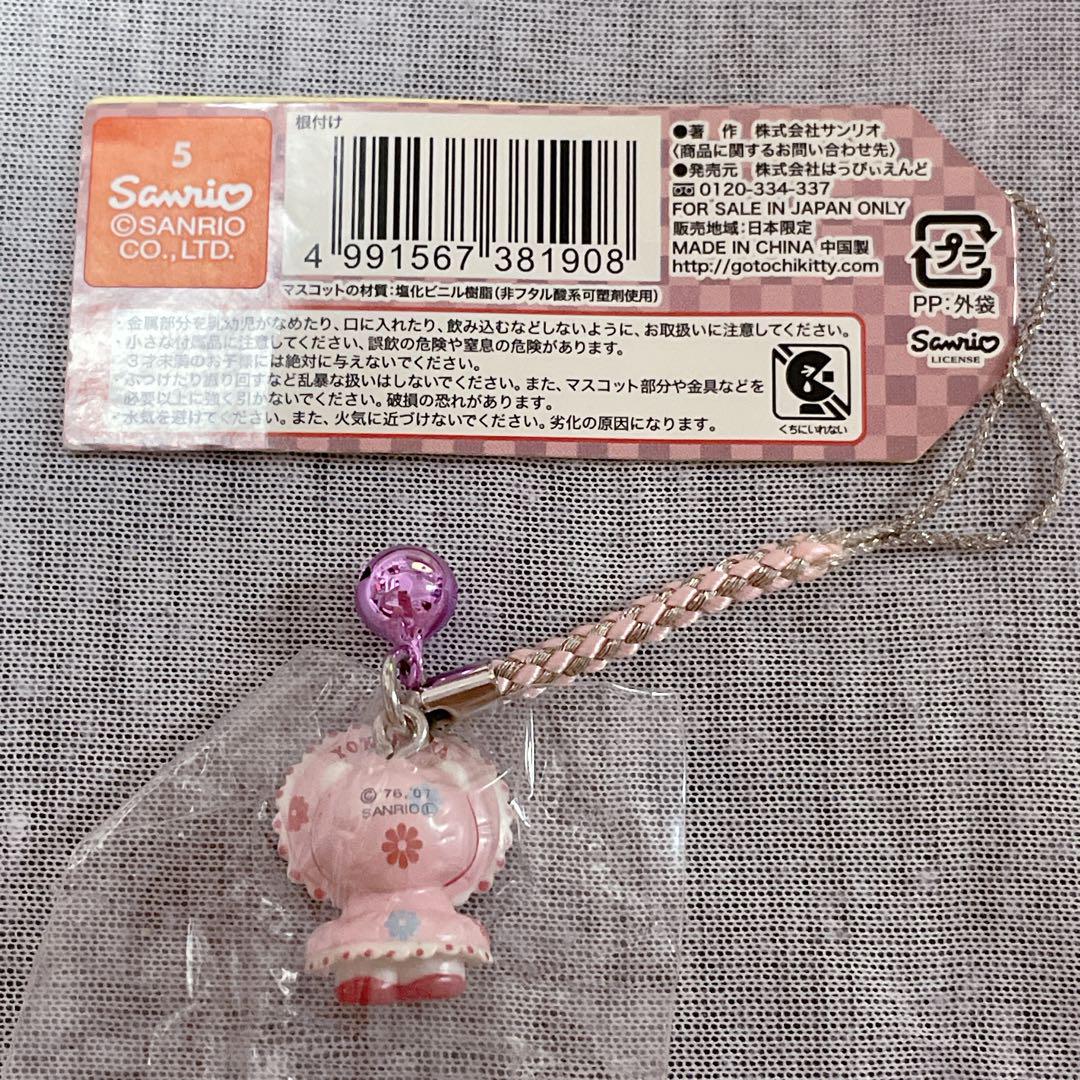 5
Sanrio
©SANRIO
CO.,LTD.
根付け
4 991567 381908
マスコットの材質：塩化ビニル樹脂（非フタル酸系可塑剤使用）
●著 作 株式会社サンリオ
〈商品に関するお問い合わせ先〉
●発売元 株式会社はっぴぃえんど
0120-334-337
FOR SALE IN JAPAN ONLY
販売地域：日本限定
MADE IN CHINA 中国製
http://gotochikitty.com
プラ
PP：外袋
Sanrio
LICENSE
・金属部分を乳幼児がなめたり、口に入れたり、飲み込むなどしないように、お取扱いに注意してください。
・小さな付属品に注意してください、誤飲の危険や窒息の危険があります。
・3才未満のお子様には絶対に与えないでください。
・ぶつけたり振り回すなど乱暴な扱いはしないでください。また、マスコット部分や金具などを
必要以上に強く引かないでください。破損の恐れがあります。
・水気を避けてください。また、火気に近づけないでください。劣化の原因になります。
くちにいれない
© 76,'07
SANRIO Ⓛ